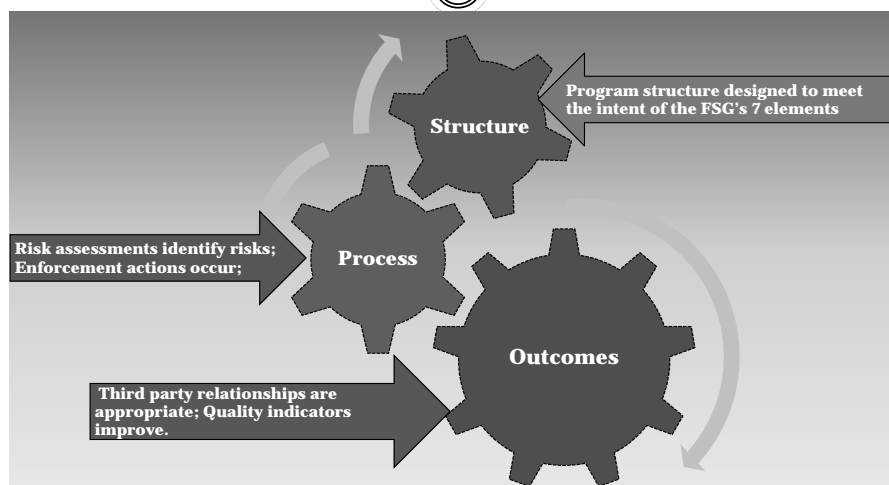 Structure
Program structure designed to meet
the intent of the FSG's 7 elements
Risk assessments identify risks;
Enforcement actions occur;
Process
Outcomes
Third party relationships are
appropriate; Quality indicators
improve.